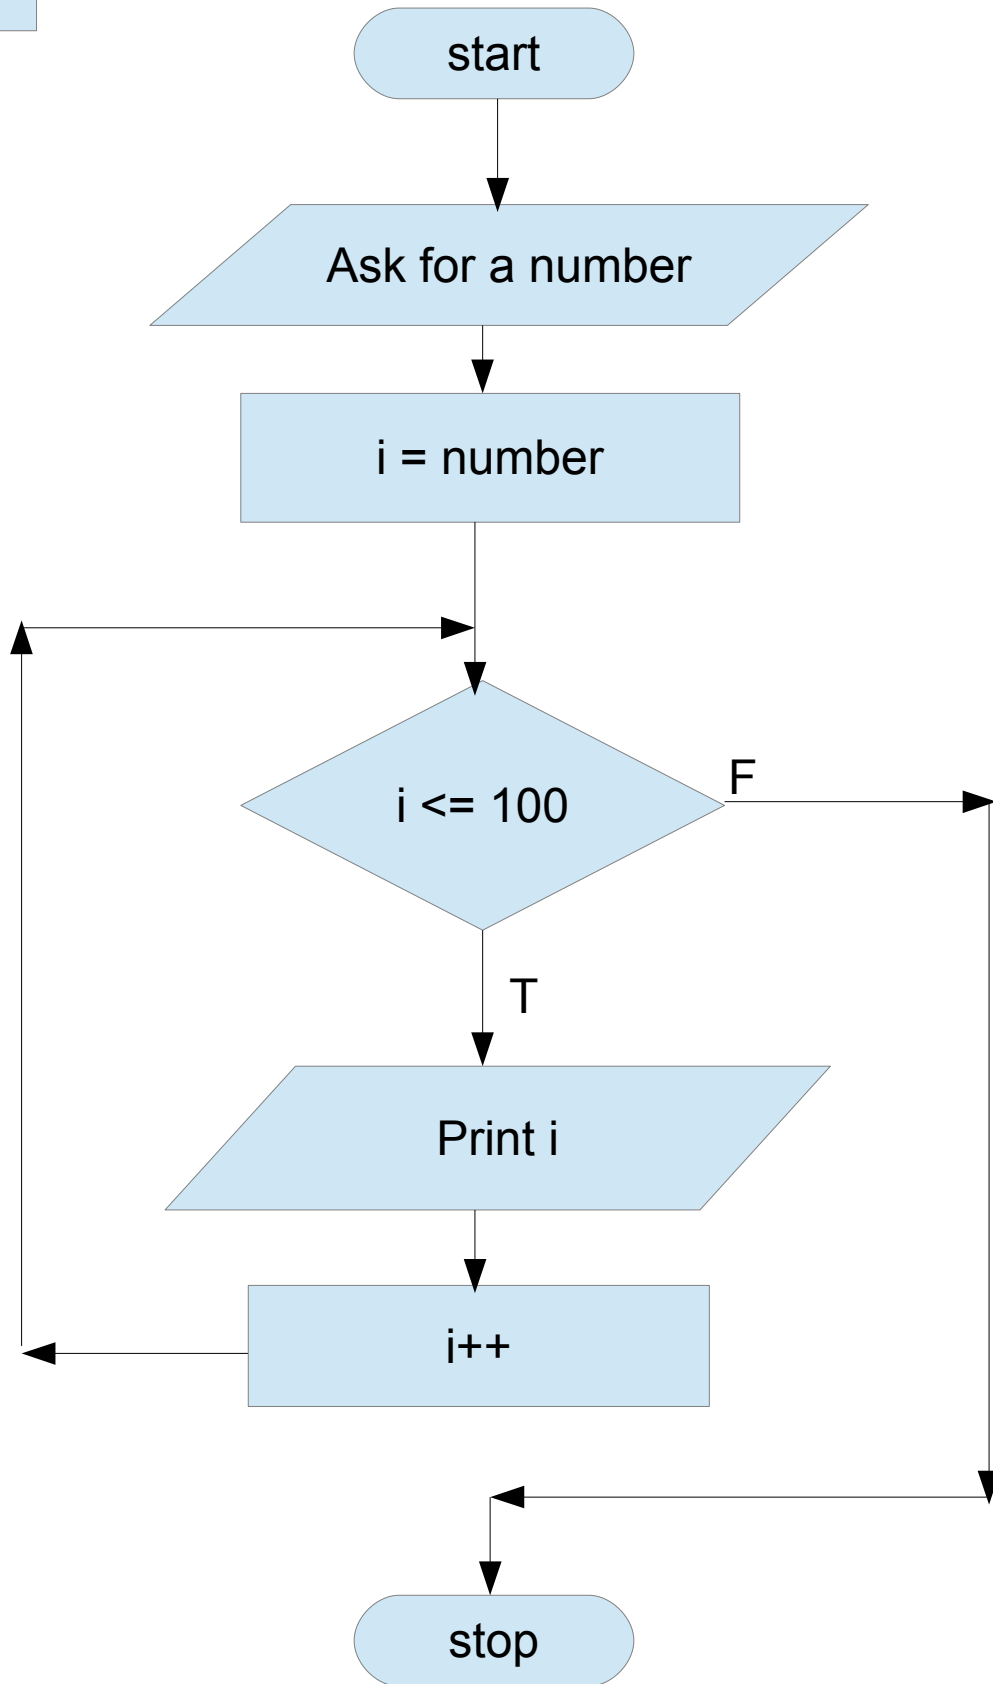 start
Ask for a number
i = number
i <= 100
F
T
Print i
i++
stop